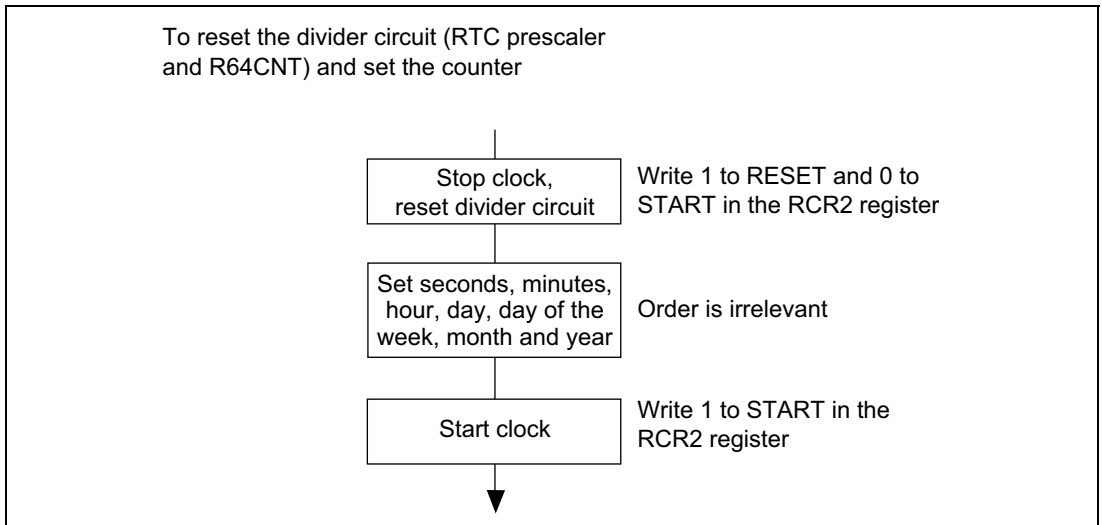 To reset the divider circuit (RTC prescaler
and R64CNT) and set the counter
Stop clock,
reset divider circuit
Write 1 to RESET and 0 to
START in the RCR2 register
Set seconds, minutes,
hour, day, day of the
week, month and year
Order is irrelevant
Start clock
Write 1 to START in the
RCR2 register